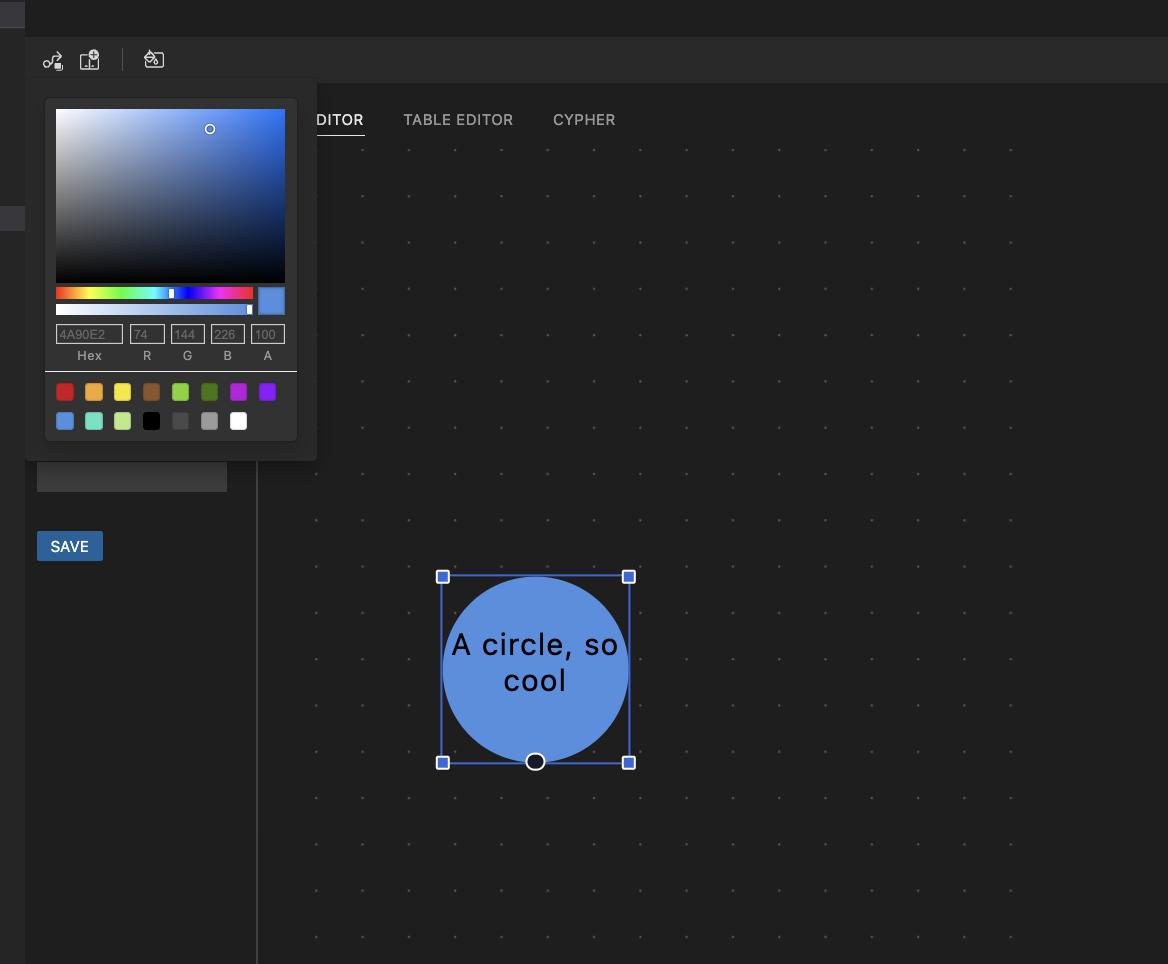 DITOR TABLE EDITOR CYPHER
4A90E2 74 144 226 100
Hex R G B A
SAVE
A circle, so
cool